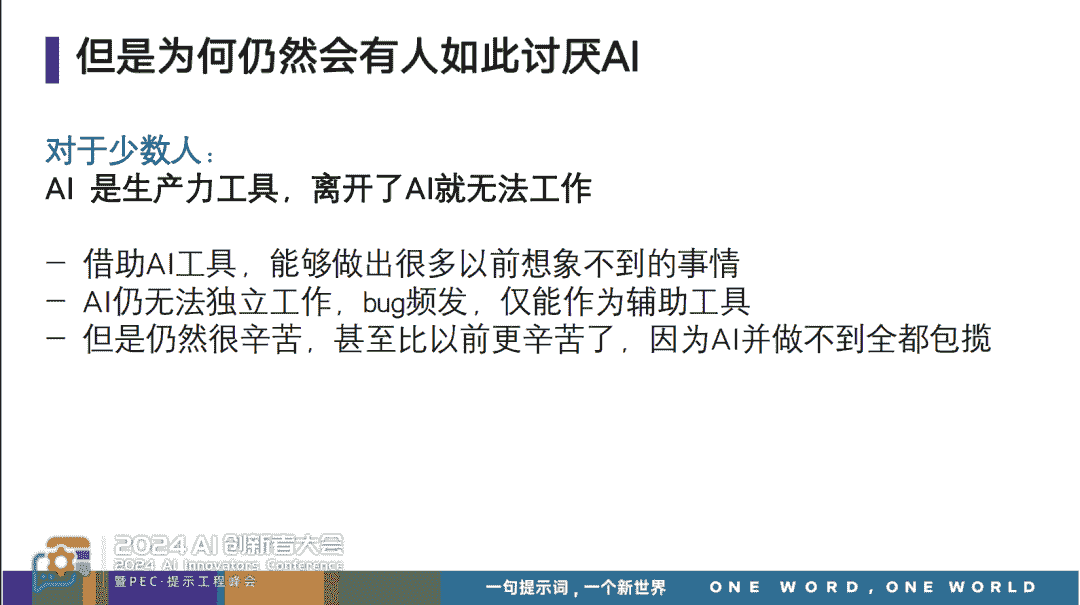 但是为何仍然会有人如此讨厌AI
对于少数人：
AI 是生产力工具，离开了AI就无法工作
— 借助AI工具，能够做出很多以前想象不到的事情
— AI仍无法独立工作，bug频发，仅能作为辅助工具
— 但是仍然很辛苦，甚至比以前更辛苦了，因为AI并做不到全都包揽
2024 AI 创新者大会
2024 AI Innovators Conference
暨PEC·提示工程峰会
一句提示词，一个新世界
ONE WORD, ONE WORLD